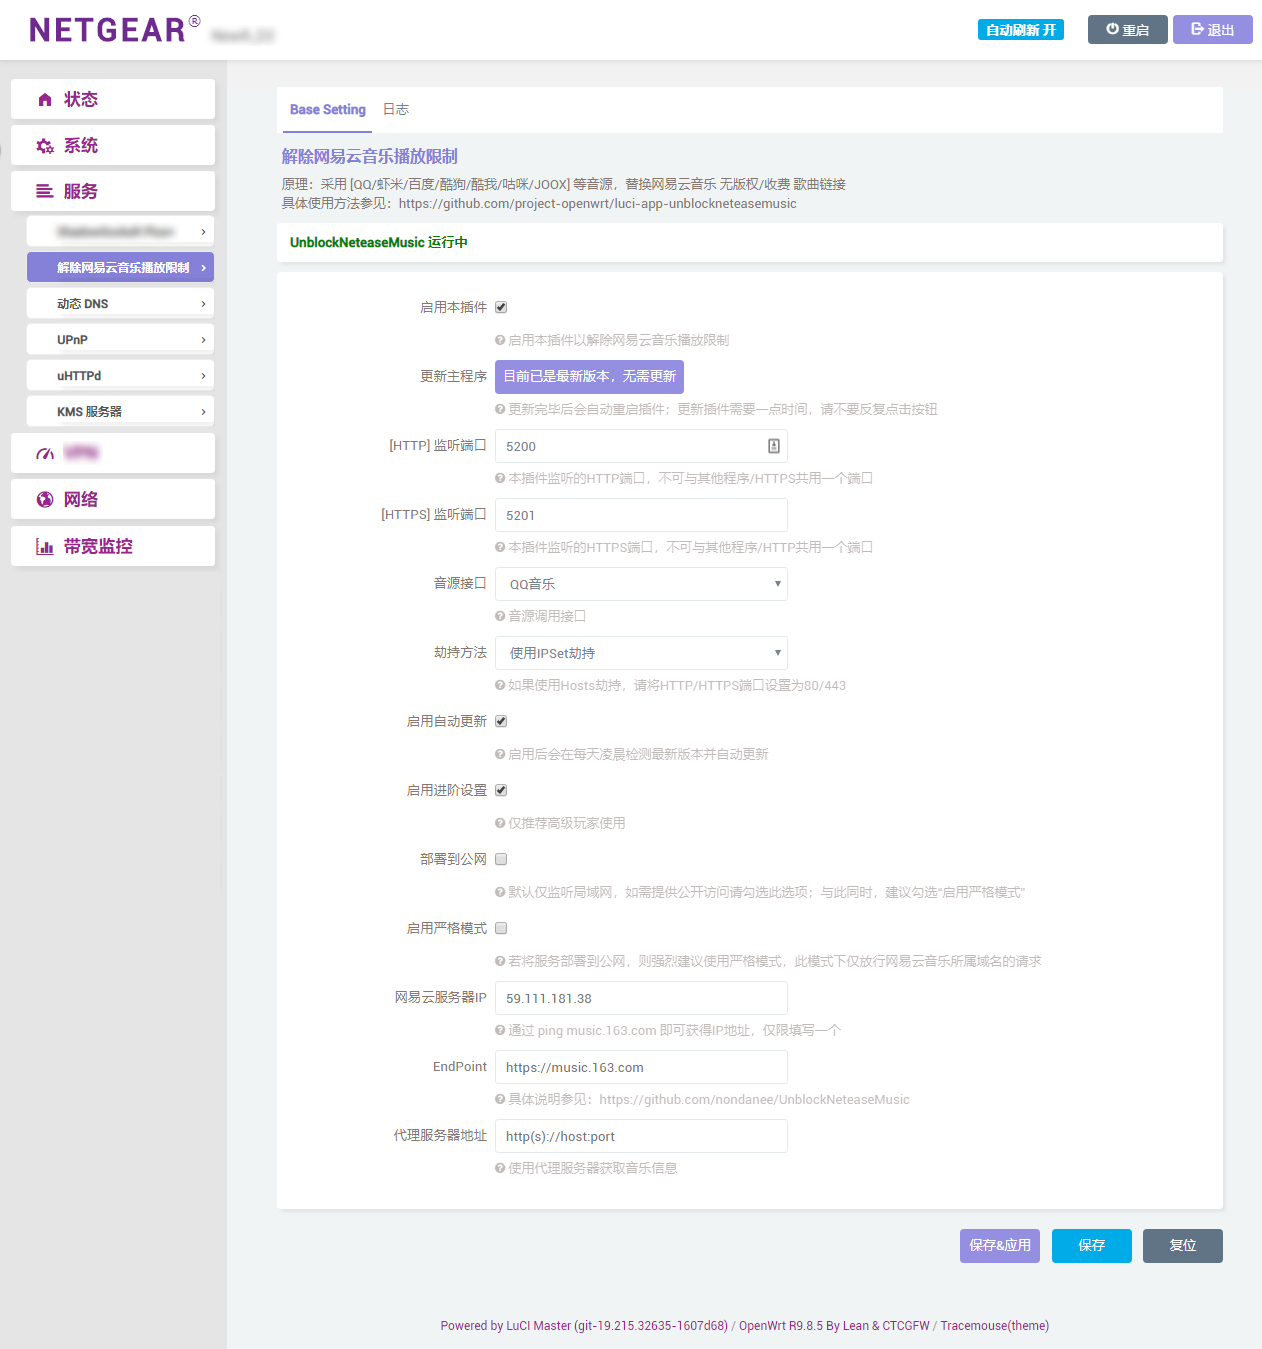 NETGEAR®
自动刷新 开
重启
退出
状态
系统
服务
解除网易云音乐播放限制
动态 DNS
UPnP
uHTTPd
KMS 服务器
VPN
网络
带宽监控
Base Setting 日志
解除网易云音乐播放限制
原理：采用 [QQ/虾米/百度/酷狗/酷我/咕咪/JOOX] 等音源，替换网易云音乐 无版权/收费 歌曲链接
具体使用方法参见：https://github.com/project-openwrt/luci-app-unblockneteasemusic
UnblockNeteaseMusic 运行中
启用本插件
启用本插件以解除网易云音乐播放限制
更新主程序 目前已是最新版本，无需更新
更新完毕后会自动重启插件；更新插件需要一点时间，请不要反复点击按钮
[HTTP] 监听端口 5200
本插件监听的HTTP端口，不可与其他程序/HTTPS共用一个端口
[HTTPS] 监听端口 5201
本插件监听的HTTPS端口，不可与其他程序/HTTP共用一个端口
音源接口 QQ音乐
音源调用接口
劫持方法 使用IPSet劫持
如果使用Hosts劫持，请将HTTP/HTTPS端口设置为80/443
启用自动更新
启用后会在每天凌晨检测最新版本并自动更新
启用进阶设置
仅推荐高级玩家使用
部署到公网
默认仅监听局域网，如需提供公开访问请勾选此选项；与此同时，建议勾选“启用严格模式”
启用严格模式
若将服务部署到公网，则强烈建议使用严格模式，此模式下仅放行网易云音乐所属域名的请求
网易云服务器IP 59.111.181.38
通过 ping music.163.com 即可获得IP地址，仅限填写一个
EndPoint https://music.163.com
具体说明参见：https://github.com/nondanee/UnblockNeteaseMusic
代理服务器地址 http(s)://host:port
使用代理服务器获取音乐信息
保存&应用 保存 复位
Powered by LuCI Master (git-19.215.32635-1607d68) / OpenWrt R9.8.5 By Lean & CTCGFW / Tracemouse(theme)